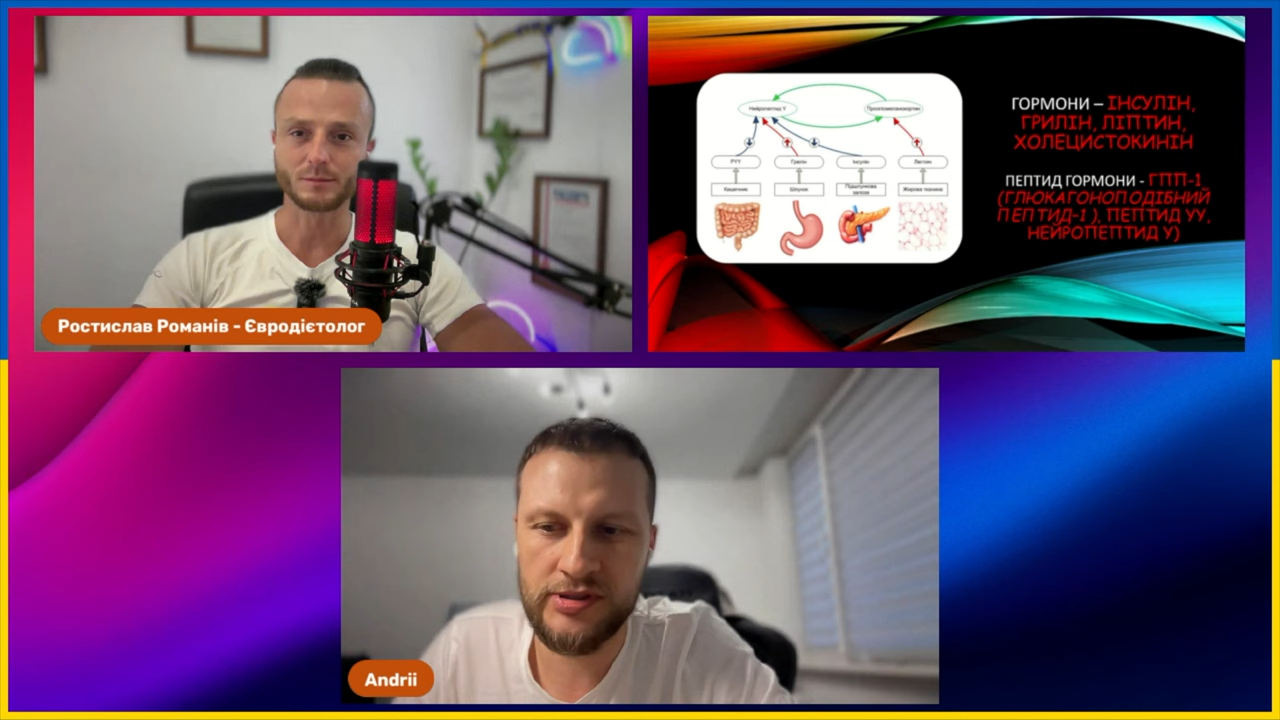 Ростислав Романів - Євродієтолог
Нейропептид Y
Проопіомеланокортин
PYY
Грелін
Інсулін
Лептин
Кишечник
Шлунок
Підшлункова
залоза
Жирова тканина
ГОРМОНИ – ІНСУЛІН,
ГРИЛІН, ЛІПТИН,
ХОЛЕЦИСТОКИНІН
ПЕПТИД ГОРМОНИ - ГПП-1
(ГЛЮКАГОНОПОДІБНИЙ
ПЕПТИД-1 ), ПЕПТИД YY,
НЕЙРОПЕПТИД Y)
Andrii